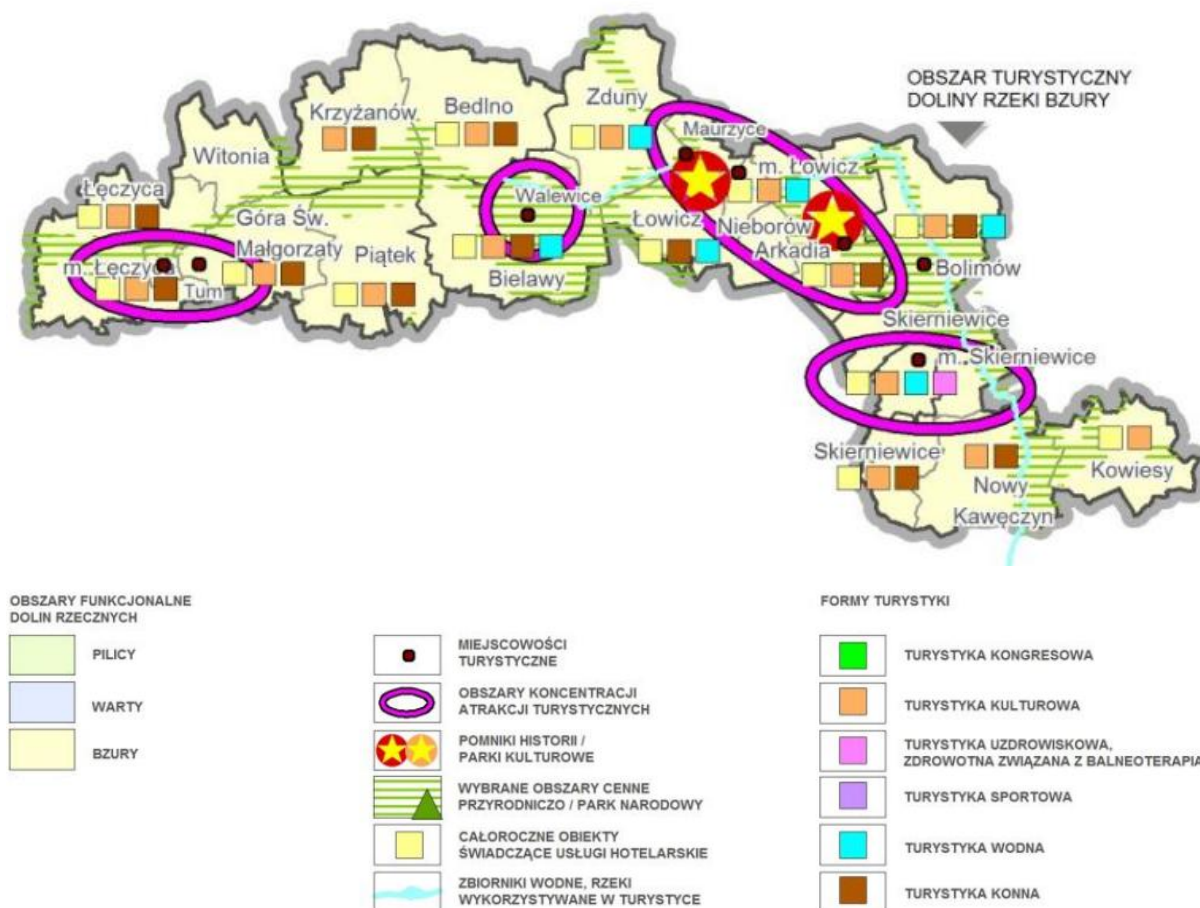 OBSZAR TURYSTYCZNY
DOLINY RZEKI BZURY
Krzyżanów
Bedlno
Zduny
Maurzyce
Witonia
m. Łowicz
Łęczyca
Walewice
Góra Św.
Małgorzaty
Łowicz
Nieborów
Arkadia
Piątek
m. Łęczyca
Tum
Bielawy
Bolimów
Skierniewice
m. Skierniewice
Skierniewice
Nowy
Kawęczyn
Kowiesy
OBSZARY FUNKCJONALNE
DOLIN RZECZNYCH
PILICY
WARTY
BZURY
MIEJSCOWOŚCI
TURYSTYCZNE
OBSZARY KONCENTRACJI
ATRAKCJI TURYSTYCZNYCH
POMNIKI HISTORII /
PARKI KULTUROWE
WYBRANE OBSZARY CENNE
PRZYRODNICZO / PARK NARODOWY
CAŁOROCZNE OBIEKTY
ŚWIADCZĄCE USŁUGI HOTELARSKIE
ZBIORNIKI WODNE, RZEKI
WYKORZYSTYWANE W TURYSTYCE
FORMY TURYSTYKI
TURYSTYKA KONGRESOWA
TURYSTYKA KULTUROWA
TURYSTYKA UZDROWISKOWA,
ZDROWOTNA ZWIĄZANA Z BALNEOTERAPIA
TURYSTYKA SPORTOWA
TURYSTYKA WODNA
TURYSTYKA KONNA